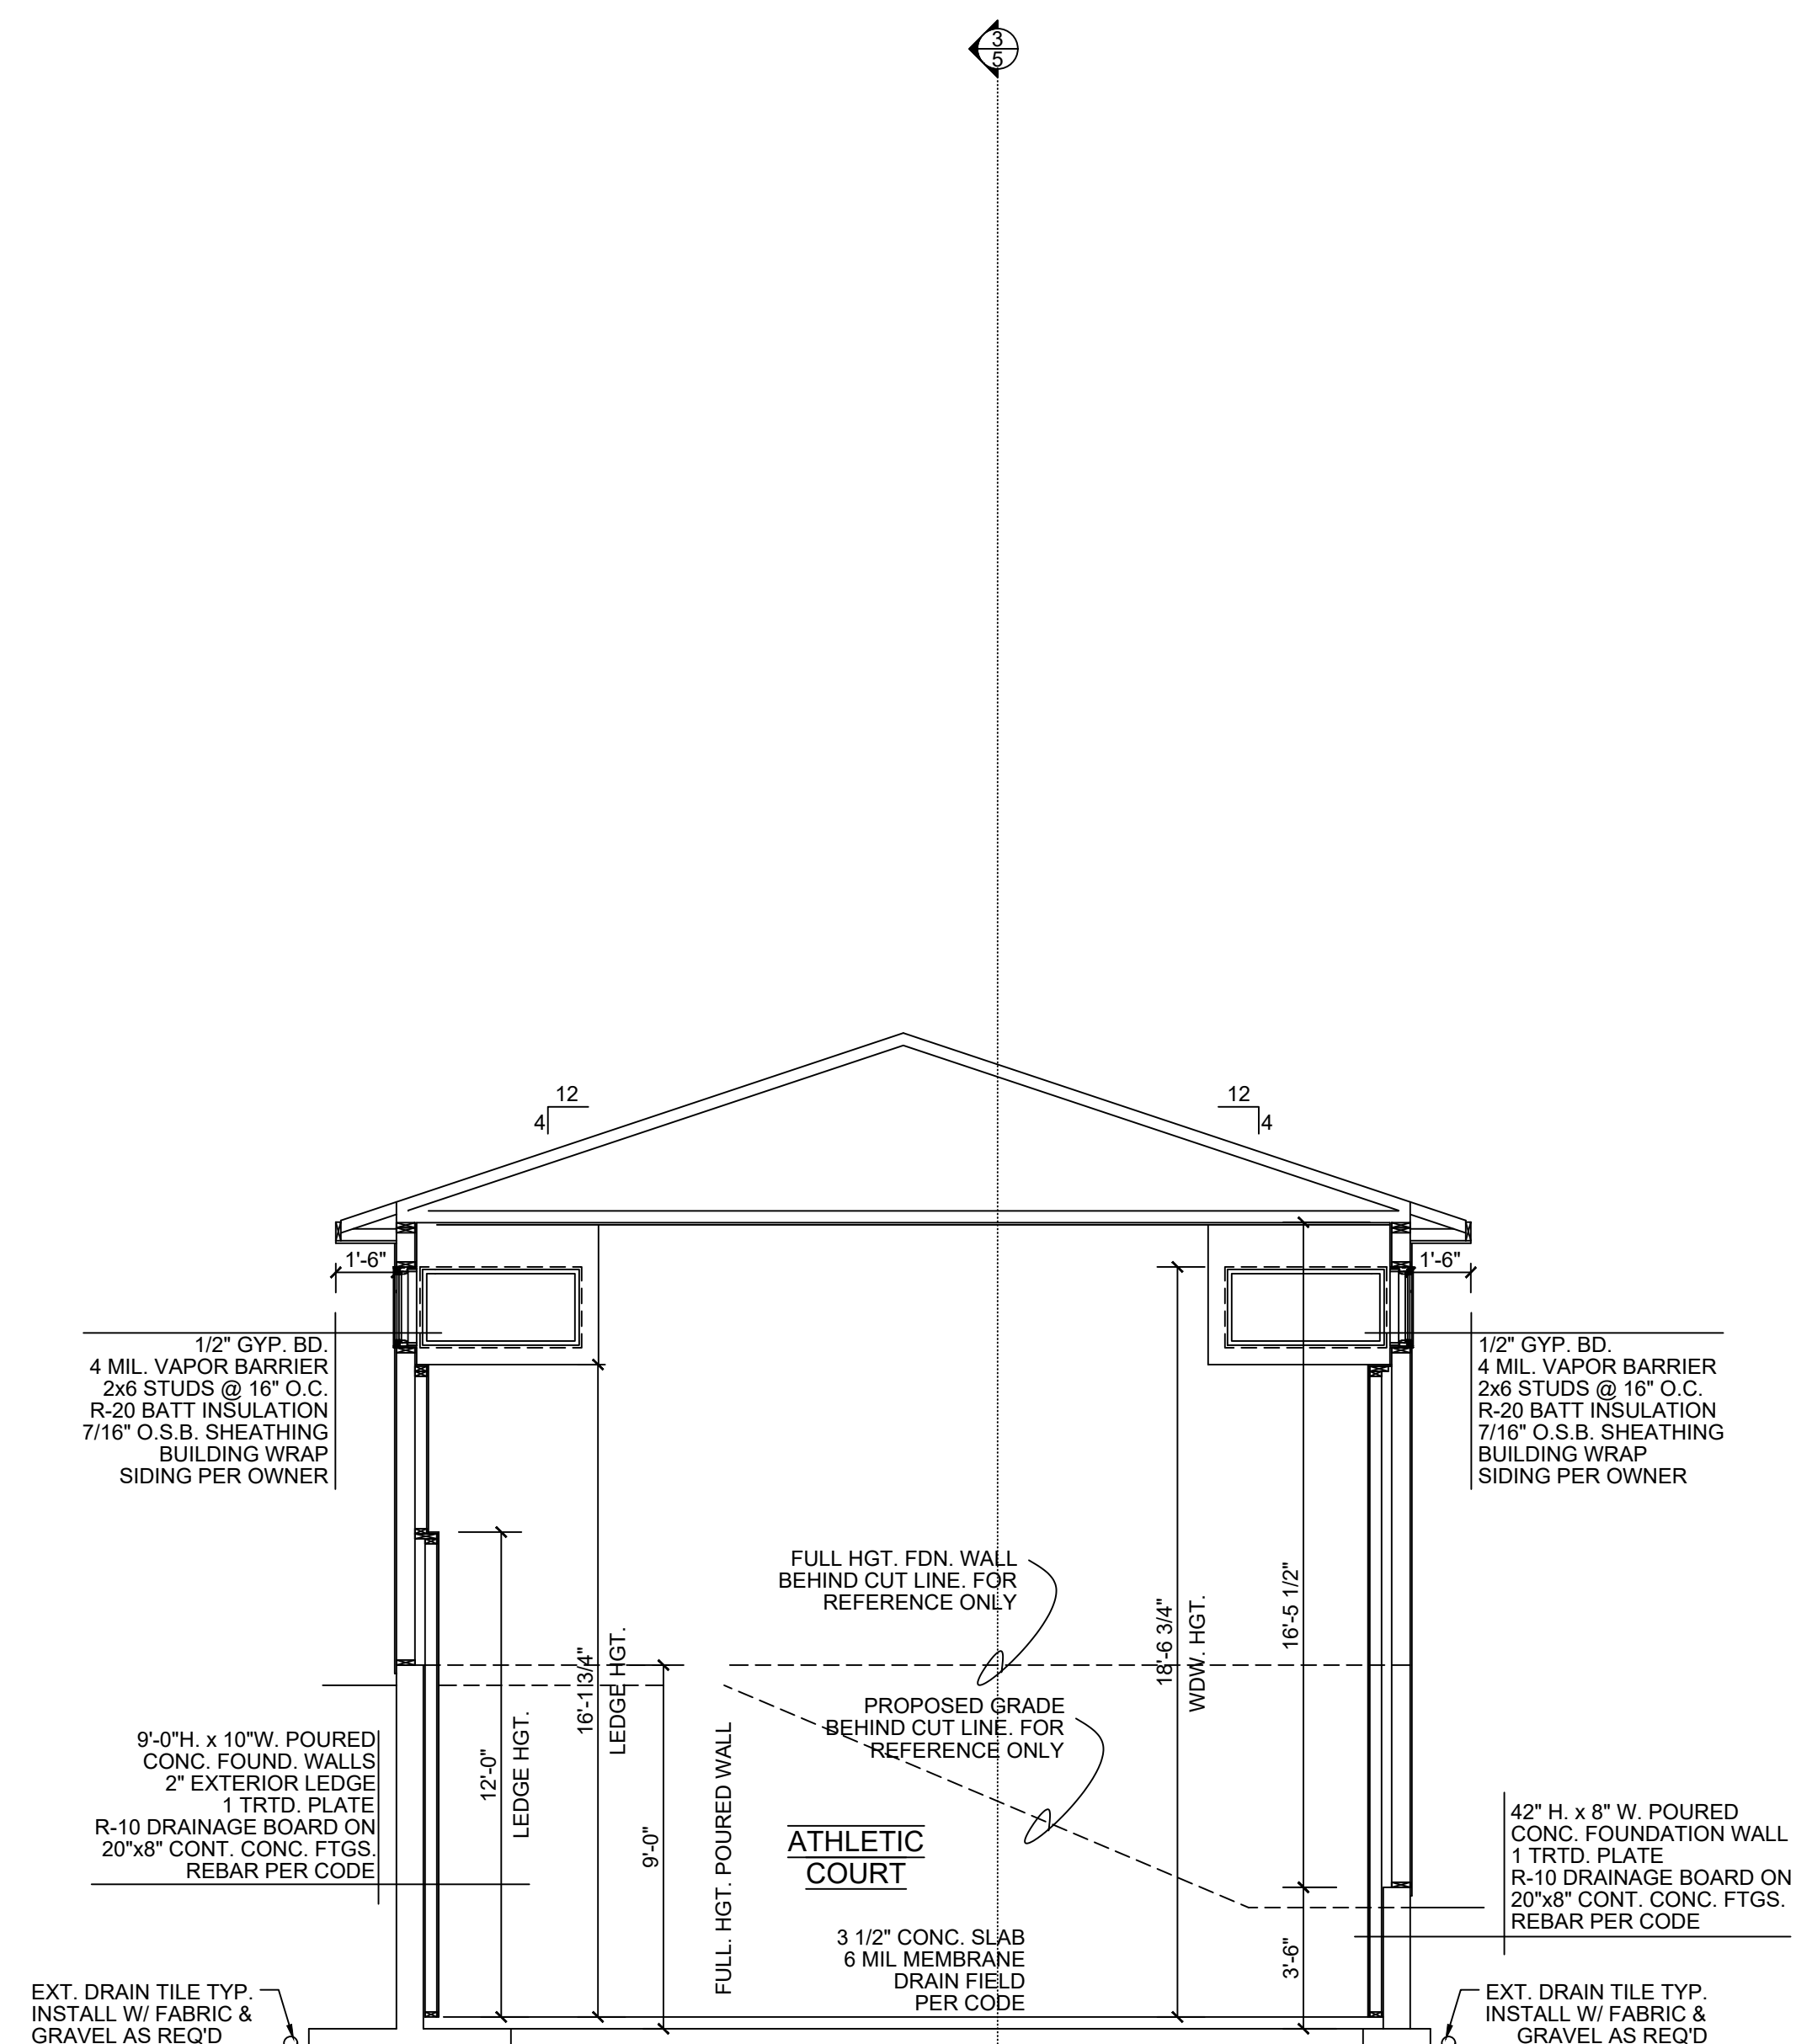 3
5
12
4
12
4
1'-6"
1'-6"
1/2" GYP. BD.
4 MIL. VAPOR BARRIER
2x6 STUDS @ 16" O.C.
R-20 BATT INSULATION
7/16" O.S.B. SHEATHING
BUILDING WRAP
SIDING PER OWNER
1/2" GYP. BD.
4 MIL. VAPOR BARRIER
2x6 STUDS @ 16" O.C.
R-20 BATT INSULATION
7/16" O.S.B. SHEATHING
BUILDING WRAP
SIDING PER OWNER
FULL HGT. FDN. WALL
BEHIND CUT LINE. FOR
REFERENCE ONLY
16'-1 3/4"
LEDGE HGT.
18'-6 3/4"
WDW. HGT.
16'-5 1/2"
PROPOSED GRADE
BEHIND CUT LINE. FOR
REFERENCE ONLY
9'-0"H. x 10"W. POURED
CONC. FOUND. WALLS
2" EXTERIOR LEDGE
1 TRTD. PLATE
R-10 DRAINAGE BOARD ON
20"x8" CONT. CONC. FTGS.
REBAR PER CODE
12'-0"
LEDGE HGT.
9'-0"
FULL. HGT. POURED WALL
ATHLETIC
COURT
42" H. x 8" W. POURED
CONC. FOUNDATION WALL
1 TRTD. PLATE
R-10 DRAINAGE BOARD ON
20"x8" CONT. CONC. FTGS.
REBAR PER CODE
3 1/2" CONC. SLAB
6 MIL MEMBRANE
DRAIN FIELD
PER CODE
3'-6"
EXT. DRAIN TILE TYP.
INSTALL W/ FABRIC &
GRAVEL AS REQ'D
EXT. DRAIN TILE TYP.
INSTALL W/ FABRIC &
GRAVEL AS REQ'D